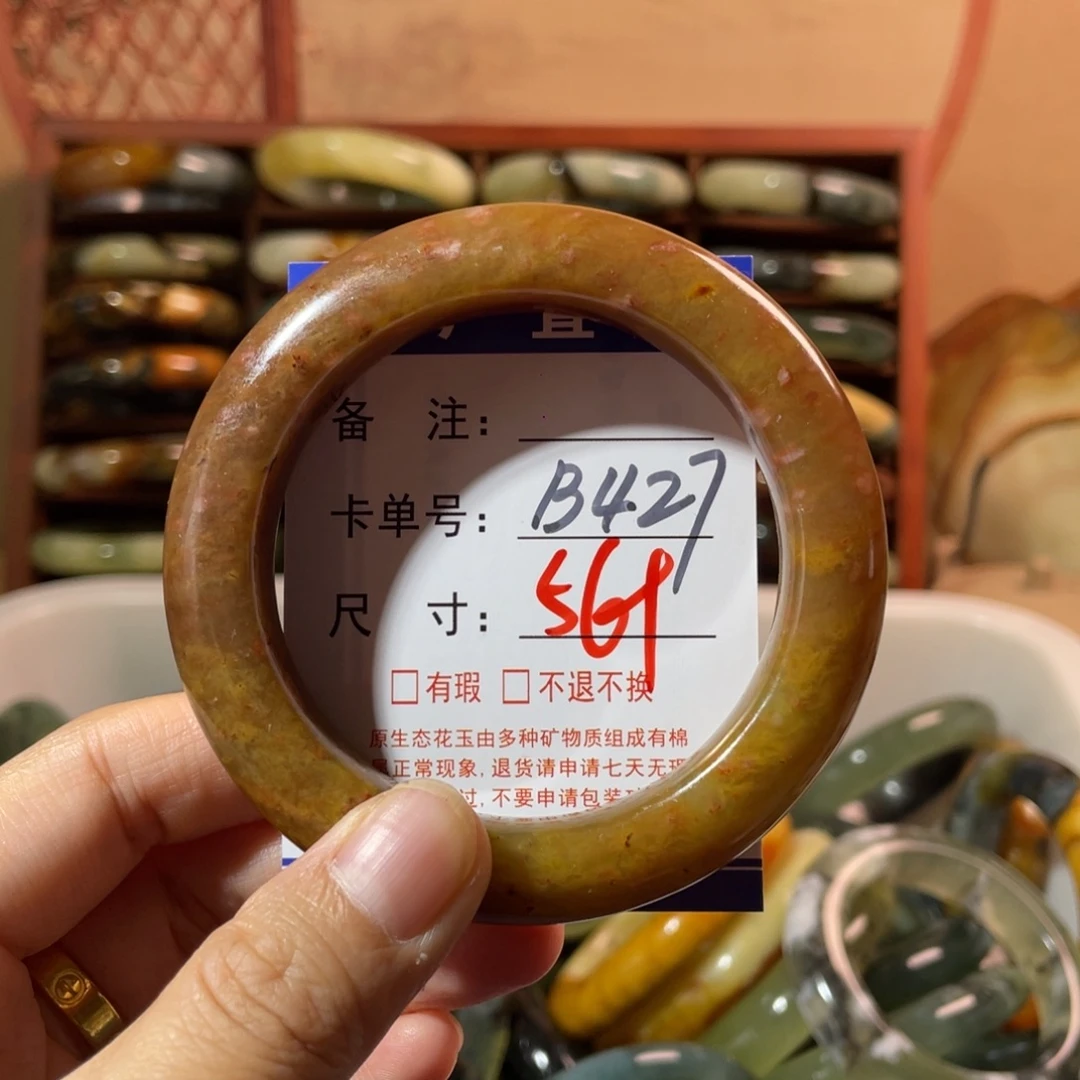 直
备 注：
卡单号： B427
尺 寸： 56
□有瑕 □不退不换
原生态花玉由多种矿物质组成有棉
正常现象，退货请申请七天无
过，不要申请包装